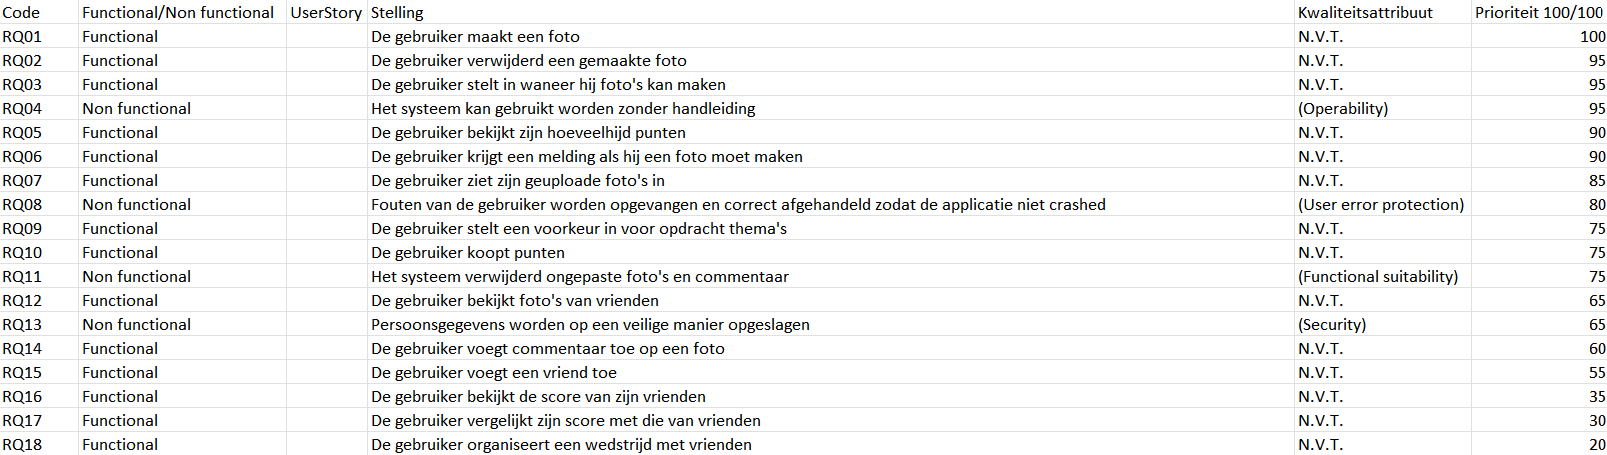 Code Functional/Non functional UserStory Stelling Kwaliteitsattribuut Prioriteit 100/100
RQ01 Functional De gebruiker maakt een foto N.V.T. 100
RQ02 Functional De gebruiker verwijderd een gemaakte foto N.V.T. 95
RQ03 Functional De gebruiker stelt in waneer hij foto's kan maken N.V.T. 95
RQ04 Non functional Het systeem kan gebruikt worden zonder handleiding (Operability) 95
RQ05 Functional De gebruiker bekijkt zijn hoeveelhijd punten N.V.T. 90
RQ06 Functional De gebruiker krijgt een melding als hij een foto moet maken N.V.T. 90
RQ07 Functional De gebruiker ziet zijn geuploade foto's in N.V.T. 85
RQ08 Non functional Fouten van de gebruiker worden opgevangen en correct afgehandeld zodat de applicatie niet crashed (User error protection) 80
RQ09 Functional De gebruiker stelt een voorkeur in voor opdracht thema's N.V.T. 75
RQ10 Functional De gebruiker koopt punten N.V.T. 75
RQ11 Non functional Het systeem verwijderd ongepaste foto's en commentaar (Functional suitability) 75
RQ12 Functional De gebruiker bekijkt foto's van vrienden N.V.T. 65
RQ13 Non functional Persoonsgegevens worden op een veilige manier opgeslagen (Security) 65
RQ14 Functional De gebruiker voegt commentaar toe op een foto N.V.T. 60
RQ15 Functional De gebruiker voegt een vriend toe N.V.T. 55
RQ16 Functional De gebruiker bekijkt de score van zijn vrienden N.V.T. 35
RQ17 Functional De gebruiker vergelijkt zijn score met die van vrienden N.V.T. 30
RQ18 Functional De gebruiker organiseert een wedstrijd met vrienden N.V.T. 20